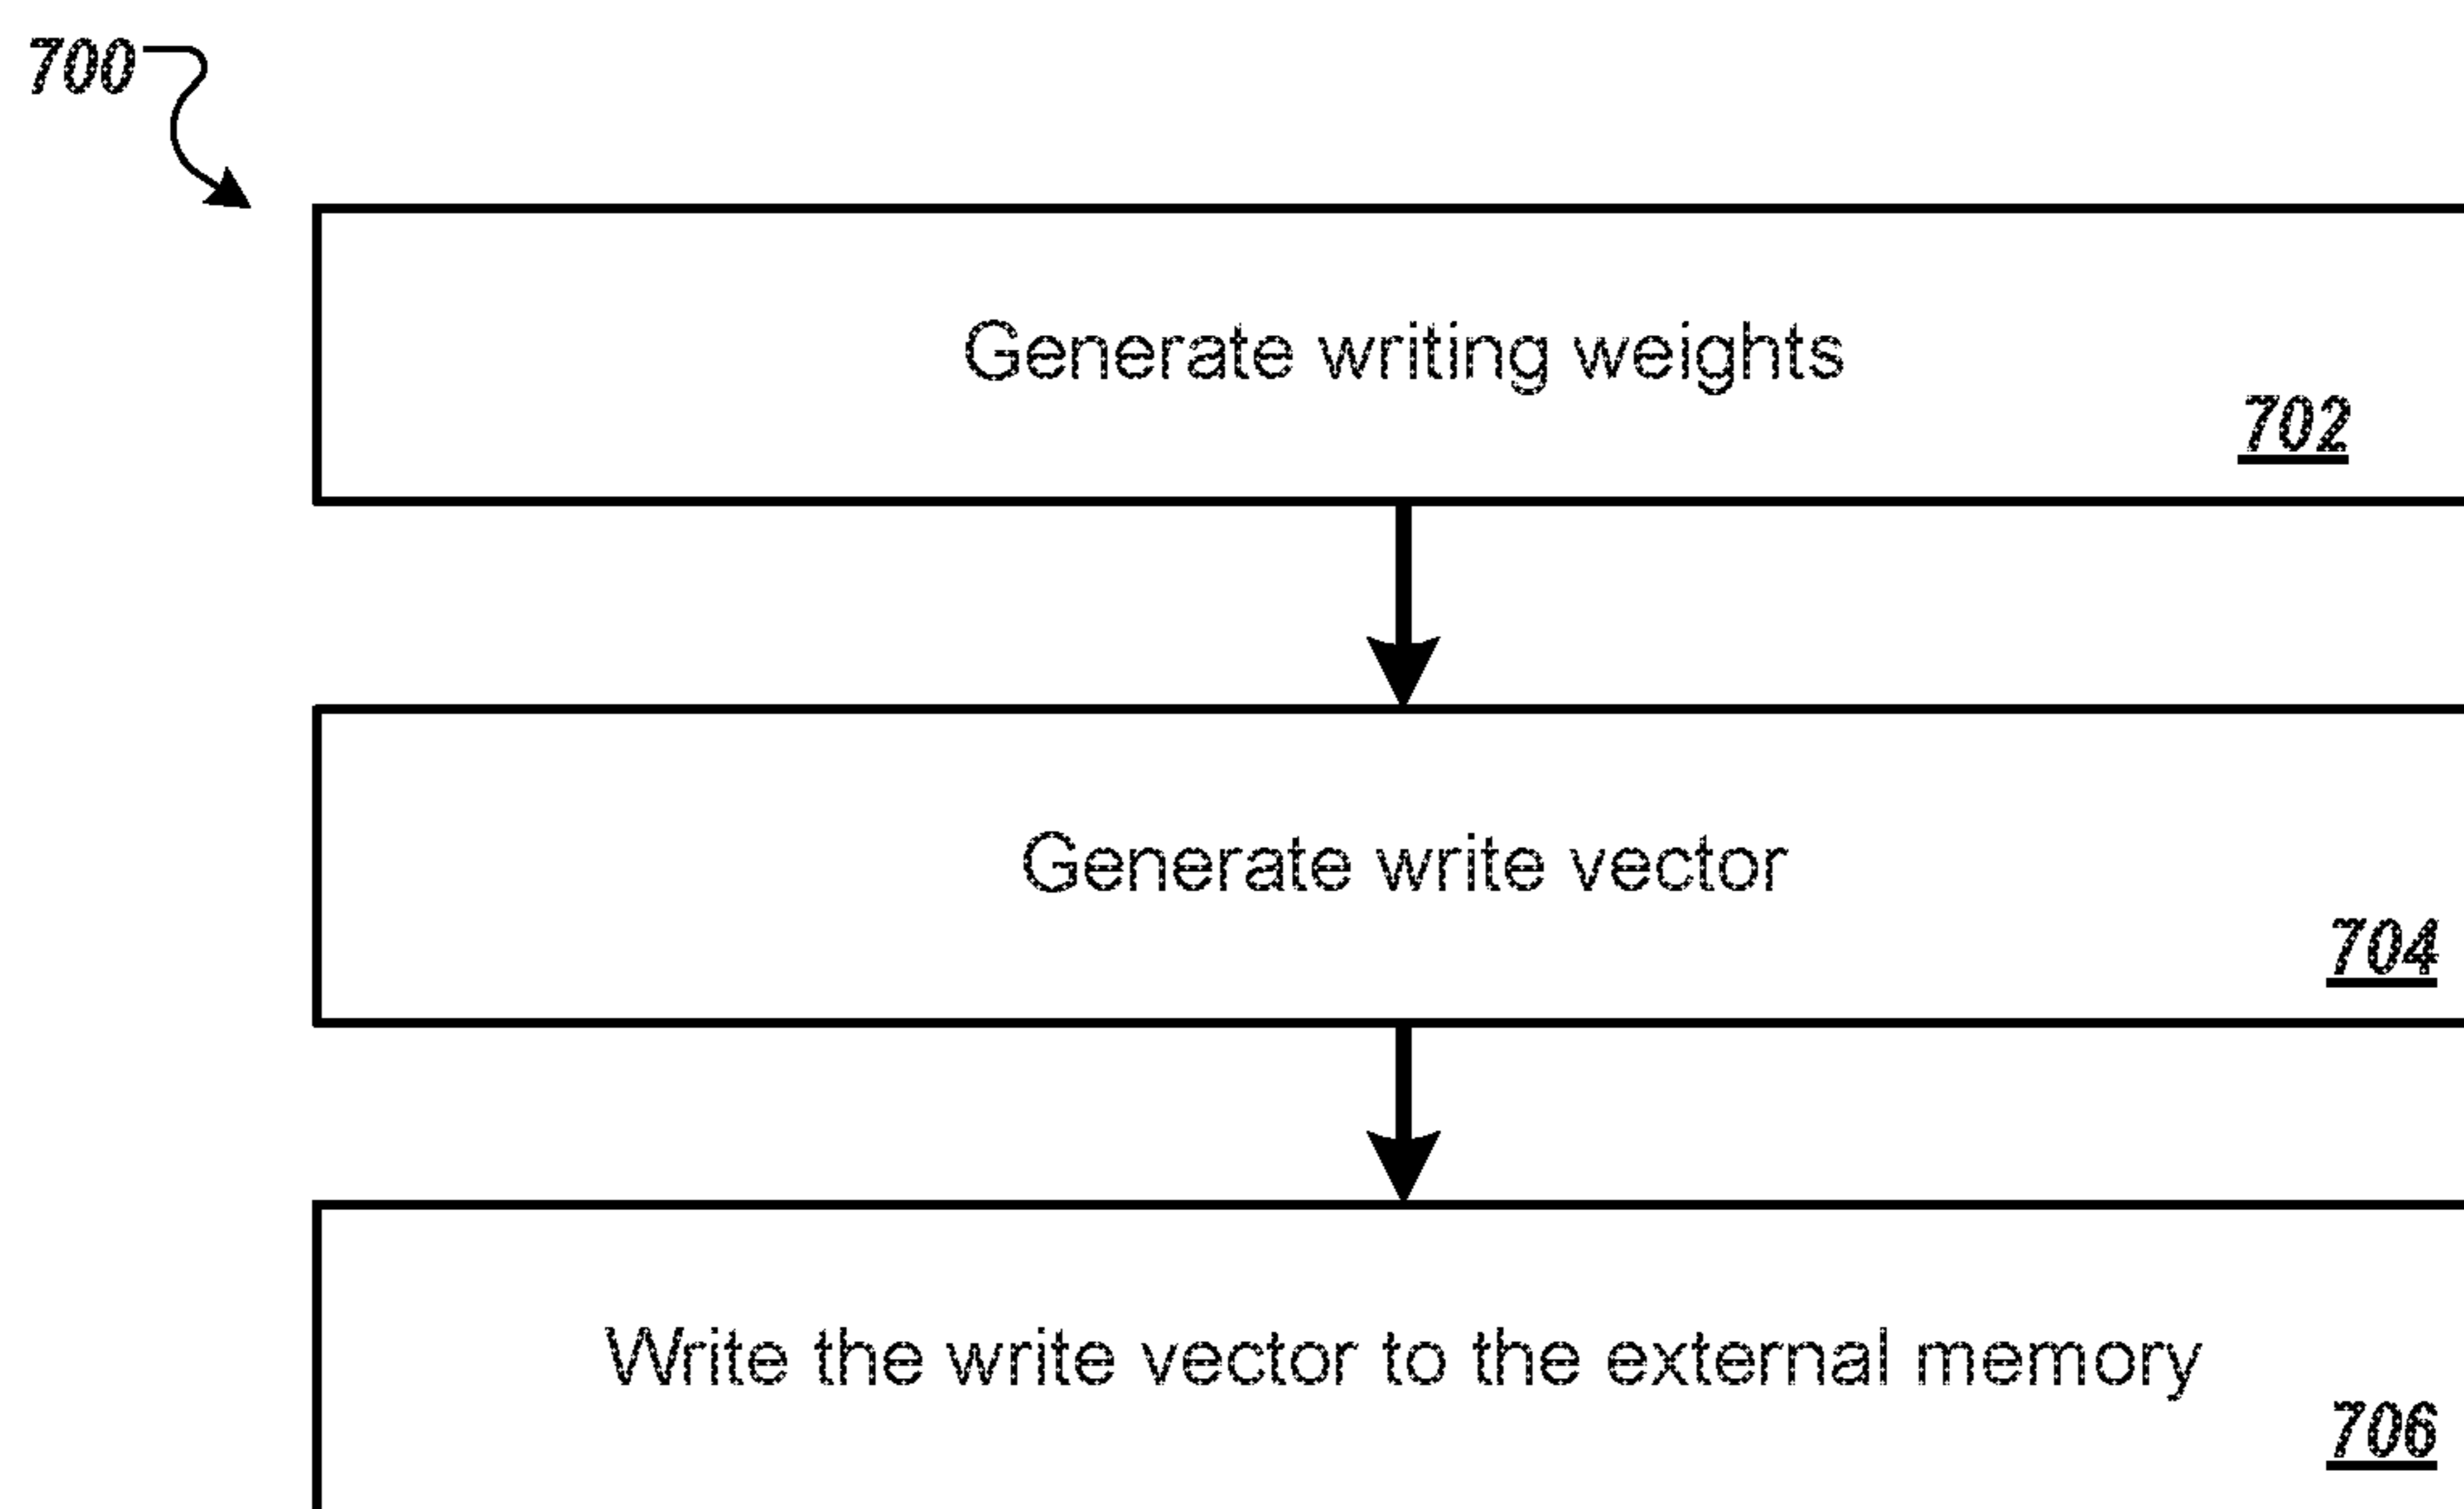 700
Generate writing weights
702
Generate write vector
704
Write the write vector to the external memory
706